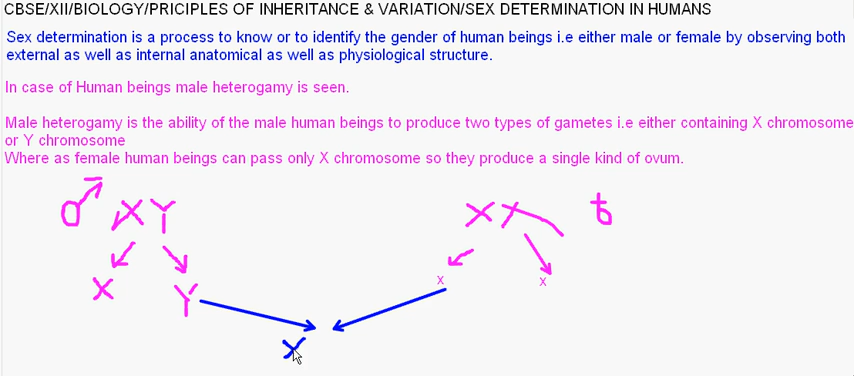 CBSE/XII/BIOLOGY/PRICIPLES OF INHERITANCE & VARIATION/SEX DETERMINATION IN HUMANS
Sex determination is a process to know or to identify the gender of human beings i.e either male or female by observing both
external as well as internal anatomical as well as physiological structure.
In case of Human beings male heterogamy is seen.
Male heterogamy is the ability of the male human beings to produce two types of gametes i.e either containing X chromosome
or Y chromosome
Where as female human beings can pass only X chromosome so they produce a single kind of ovum.
♂ XY XX
X Y x x
X